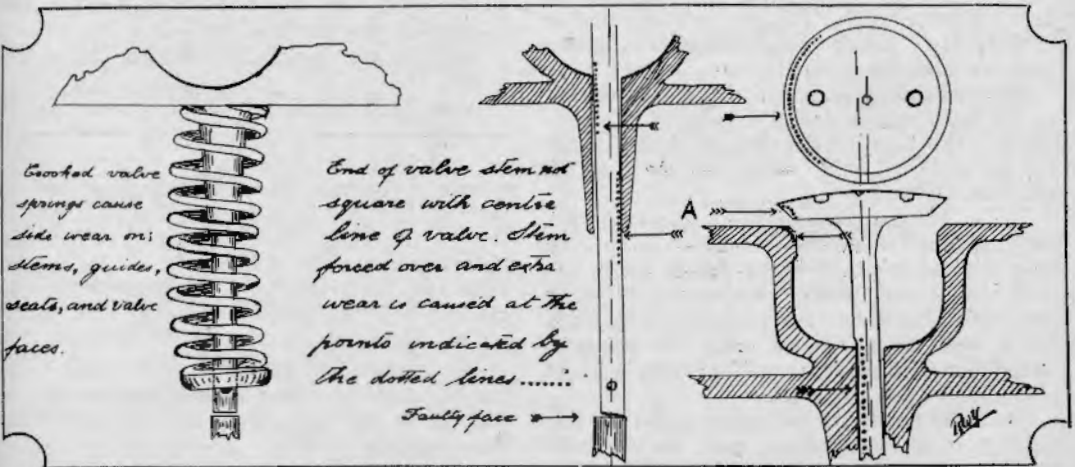 Crooked valve
springs cause
side wear on;
stems, guides,
seats, and valve
faces.
End of valve stem not
square with centre
line of valve. Stem
forced over and extra
wear is caused at the
points indicated by
the dotted lines ......
Faulty face
A